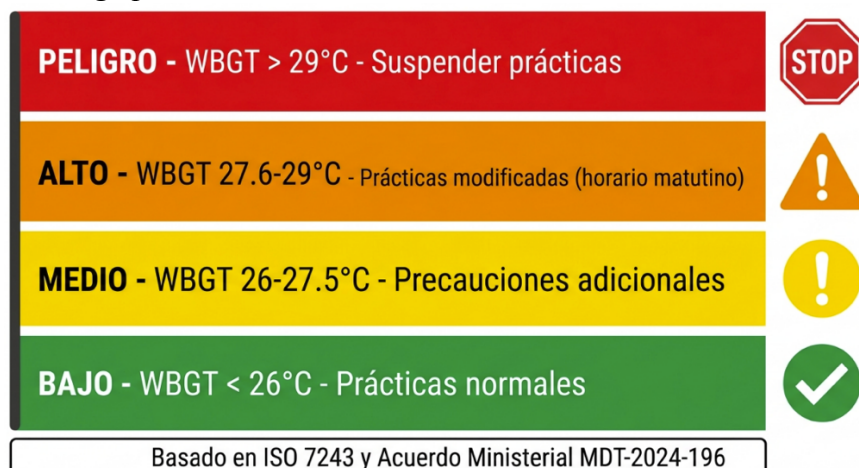 PELIGRO - WBGT > 29°C - Suspender prácticas
STOP
ALTO - WBGT 27.6-29°C - Prácticas modificadas (horario matutino)
MEDIO - WBGT 26-27.5°C - Precauciones adicionales
BAJO - WBGT < 26°C - Prácticas normales
Basado en ISO 7243 y Acuerdo Ministerial MDT-2024-196